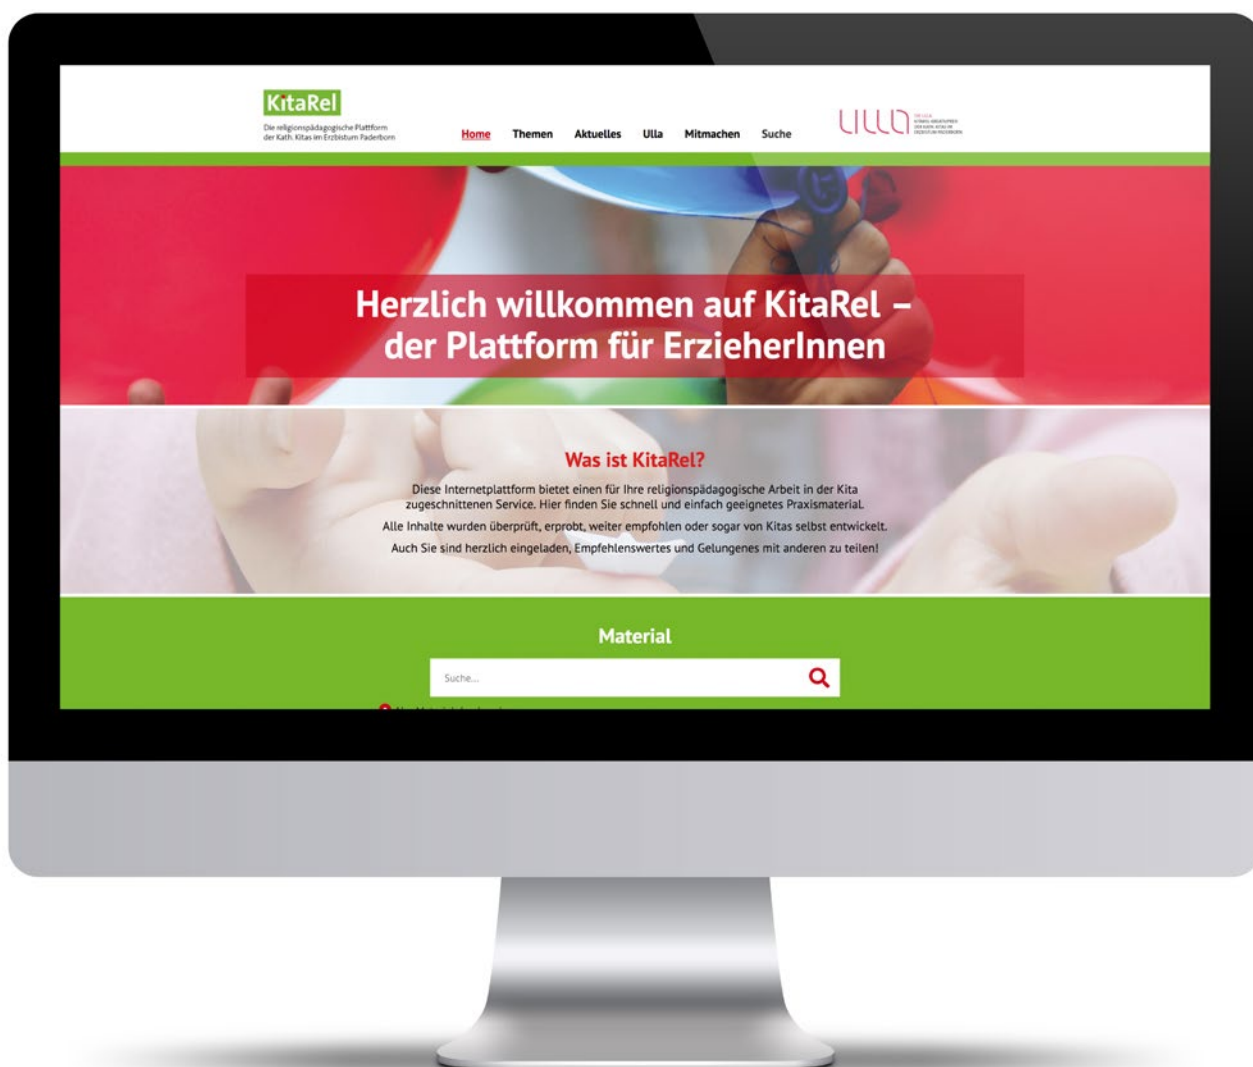 KitaRel
Die religionspädagogische Plattform
der Kath. Kitas im Erzbistum Paderborn
Home Themen Aktuelles Ulla Mitmachen Suche
Herzlich willkommen auf KitaRel –
der Plattform für ErzieherInnen
Was ist KitaRel?
Diese Internetplattform bietet einen für Ihre religionspädagogische Arbeit in der Kita
zugeschnittenen Service. Hier finden Sie schnell und einfach geeignetes Praxismaterial.
Alle Inhalte wurden überprüft, erprobt, weiter empfohlen oder sogar von Kitas selbst entwickelt.
Auch Sie sind herzlich eingeladen, Empfehlenswertes und Gelungenes mit anderen zu teilen!
Material
Suche...